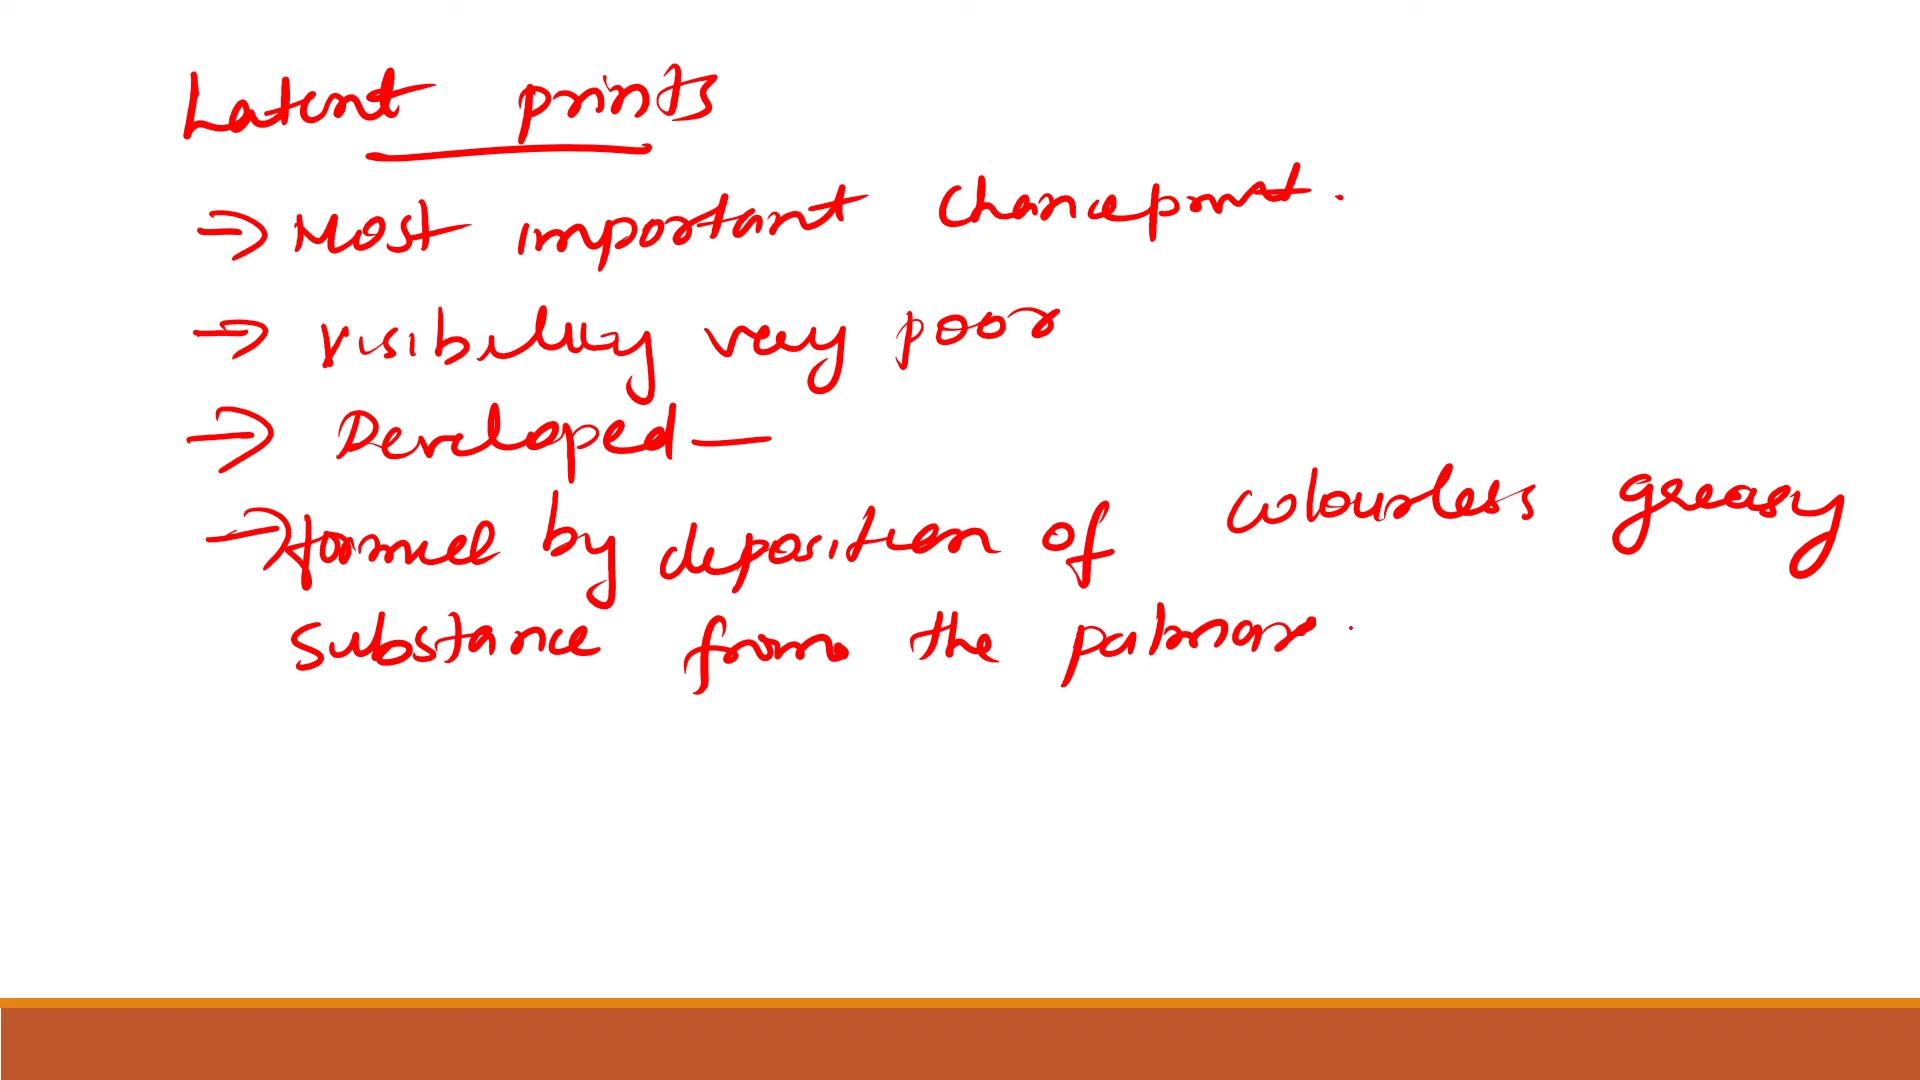 Latent prints
→ Most important chanceprint.
→ Visibility very poor
→ Developed —
→ formed by deposition of colourless greasy
substance from the palmar.